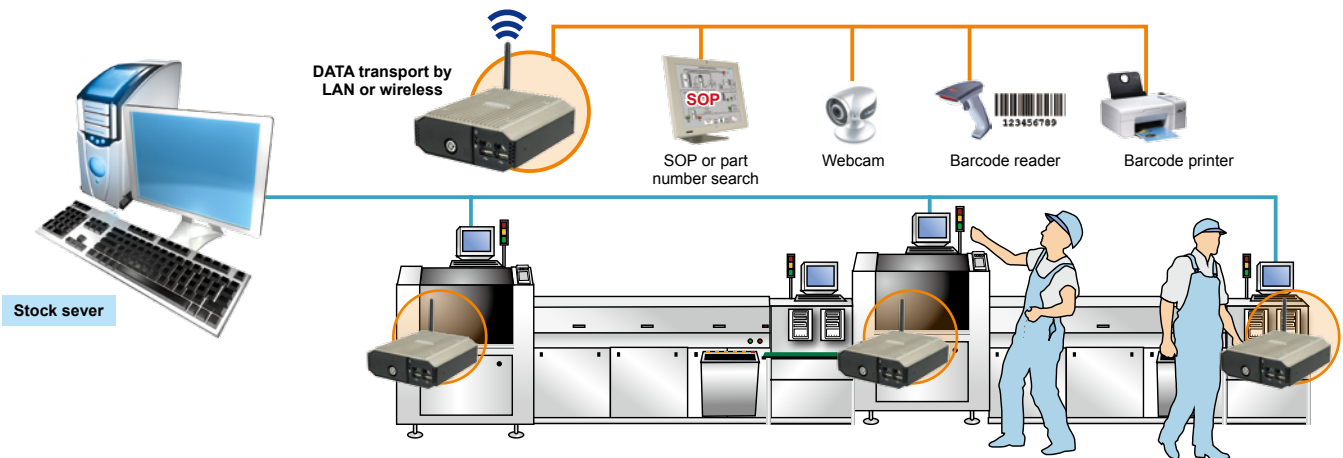 DATA transport by
LAN or wireless
SOP
123456789
SOP or part
number search
Webcam
Barcode reader
Barcode printer
Stock sever